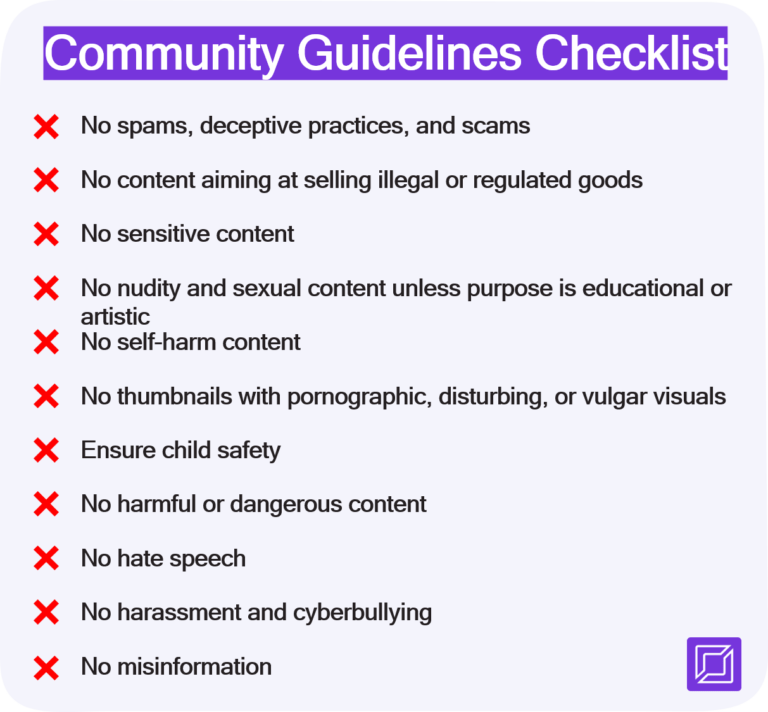 Community Guidelines Checklist
No spams, deceptive practices, and scams
No content aiming at selling illegal or regulated goods
No sensitive content
No nudity and sexual content unless purpose is educational or
artistic
No self-harm content
No thumbnails with pornographic, disturbing, or vulgar visuals
Ensure child safety
No harmful or dangerous content
No hate speech
No harassment and cyberbullying
No misinformation